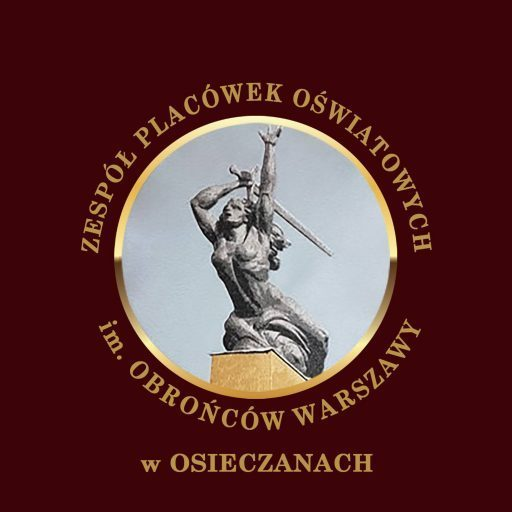 ZESPÓŁ PLACÓWEK OŚWIATOWYCH
im. OBROŃCÓW WARSZAWY
w OSIECZANACH